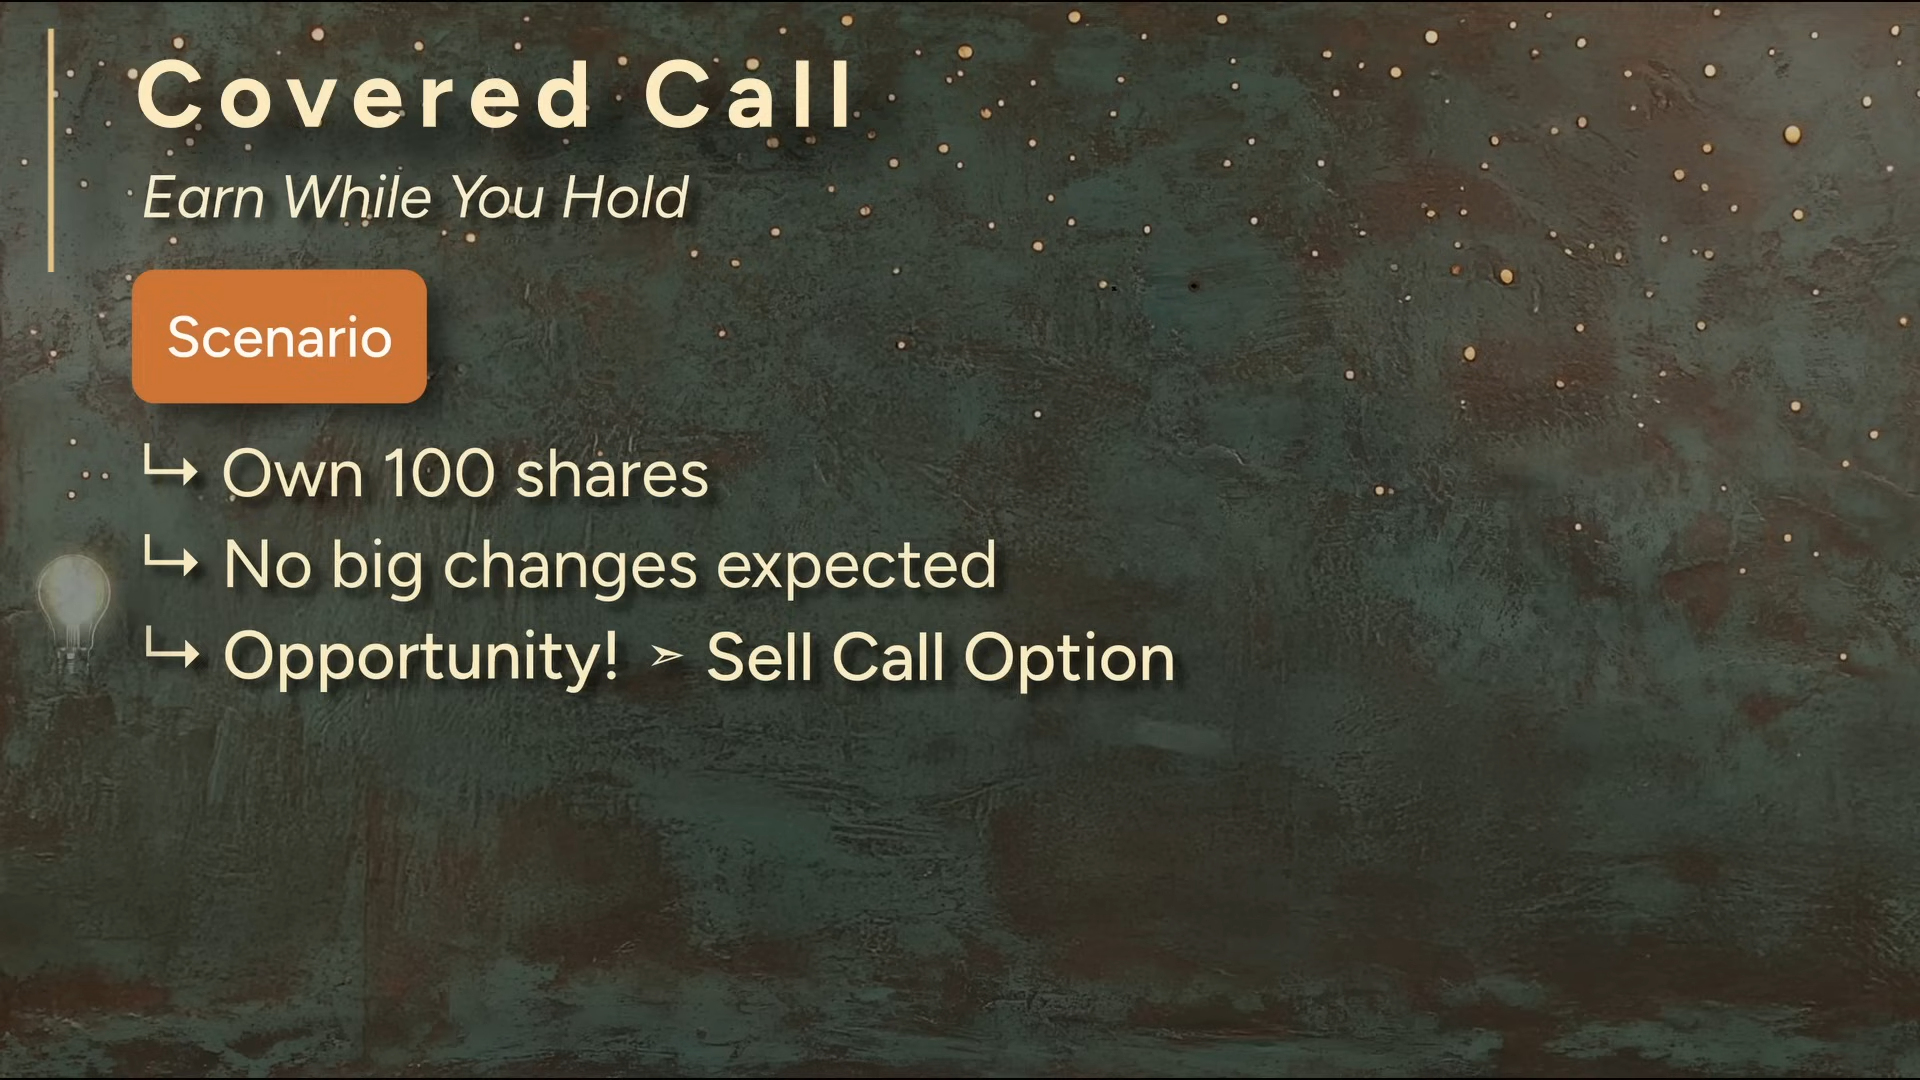 Covered Call
Earn While You Hold
Scenario
↳ Own 100 shares
↳ No big changes expected
↳ Opportunity! ➢ Sell Call Option